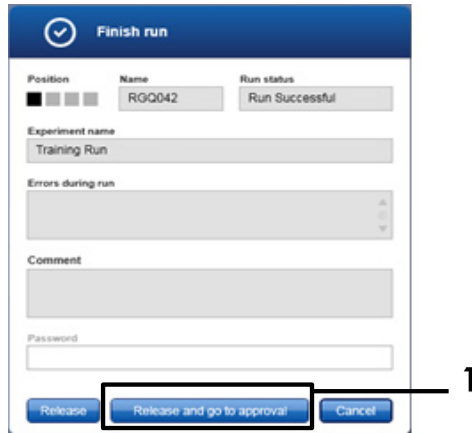 Finish run
Position Name Run status
RGQ042 Run Successful
Experiment name
Training Run
Errors during run
Comment
Password
Release Release and go to approval Cancel
1